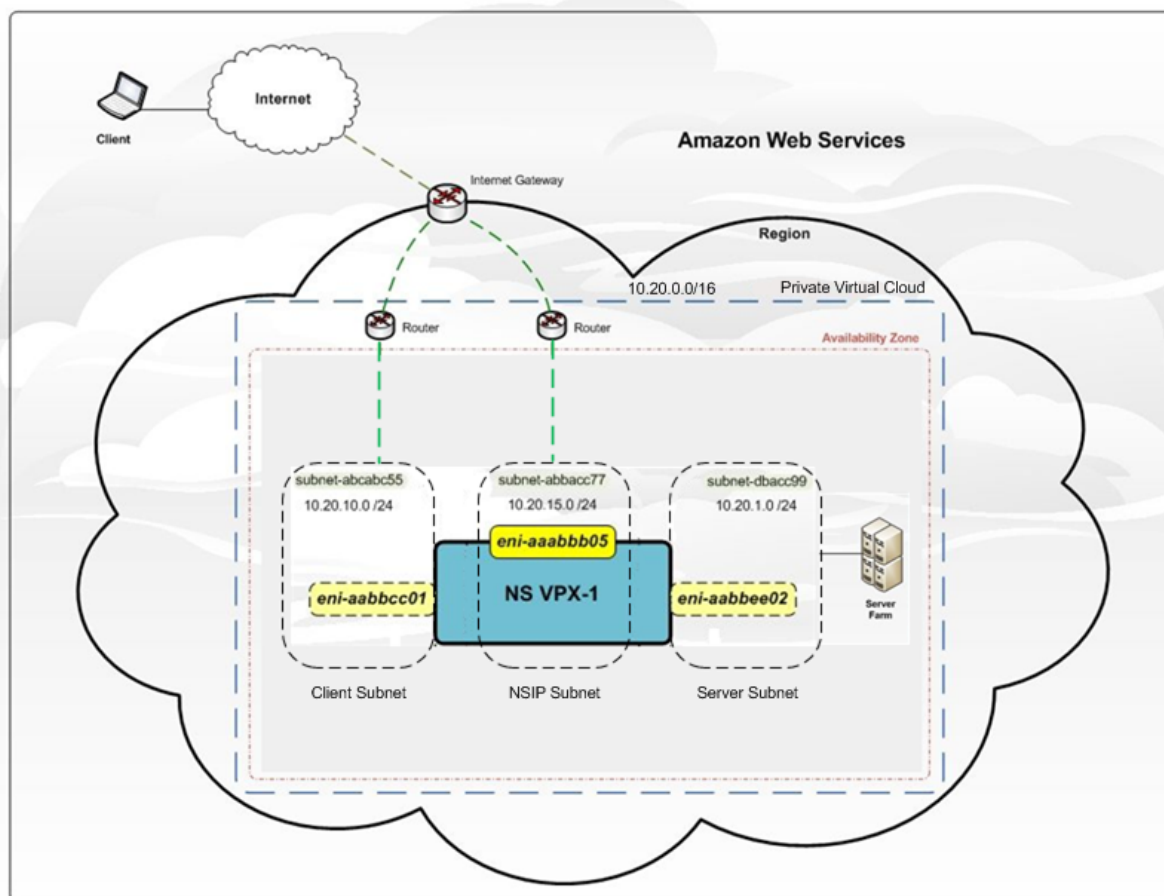 Internet
Client
Amazon Web Services
Internet Gateway
Region
10.20.0.0/16
Private Virtual Cloud
Router
Router
Availability Zone
subnet-abcabc55
subnet-abbacc77
subnet-dbacc99
10.20.10.0 /24
10.20.15.0 /24
10.20.1.0 /24
eni-aaabbb05
eni-aabbcc01
NS VPX-1
eni-aabbee02
Server
Farm
Client Subnet
NSIP Subnet
Server Subnet